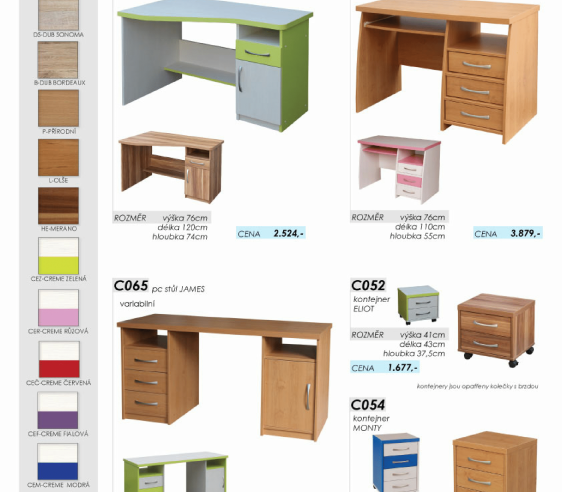 DS-DUB SONOMA
B-DUB BORDEAUX
P-PŘÍRODNÍ
L-OLŠE
HE-MERANO
CEZ-CREME ZELENÁ
CER-CREME RŮŽOVÁ
CEČ-CREME ČERVENÁ
CEF-CREME FIALOVÁ
CEM-CREME MODRÁ
ROZMĚR výška 76cm
délka 120cm
hloubka 74cm
CENA 2.524,-
ROZMĚR výška 76cm
délka 110cm
hloubka 55cm
CENA 3.879,-
C065 pc stůl JAMES
variabilní
C052
kontejner
ELIOT
ROZMĚR výška 41cm
délka 43cm
hloubka 37,5cm
CENA 1.677,-
kontejnery jsou opatřeny kolečky s brzdou
C054
kontejner
MONTY